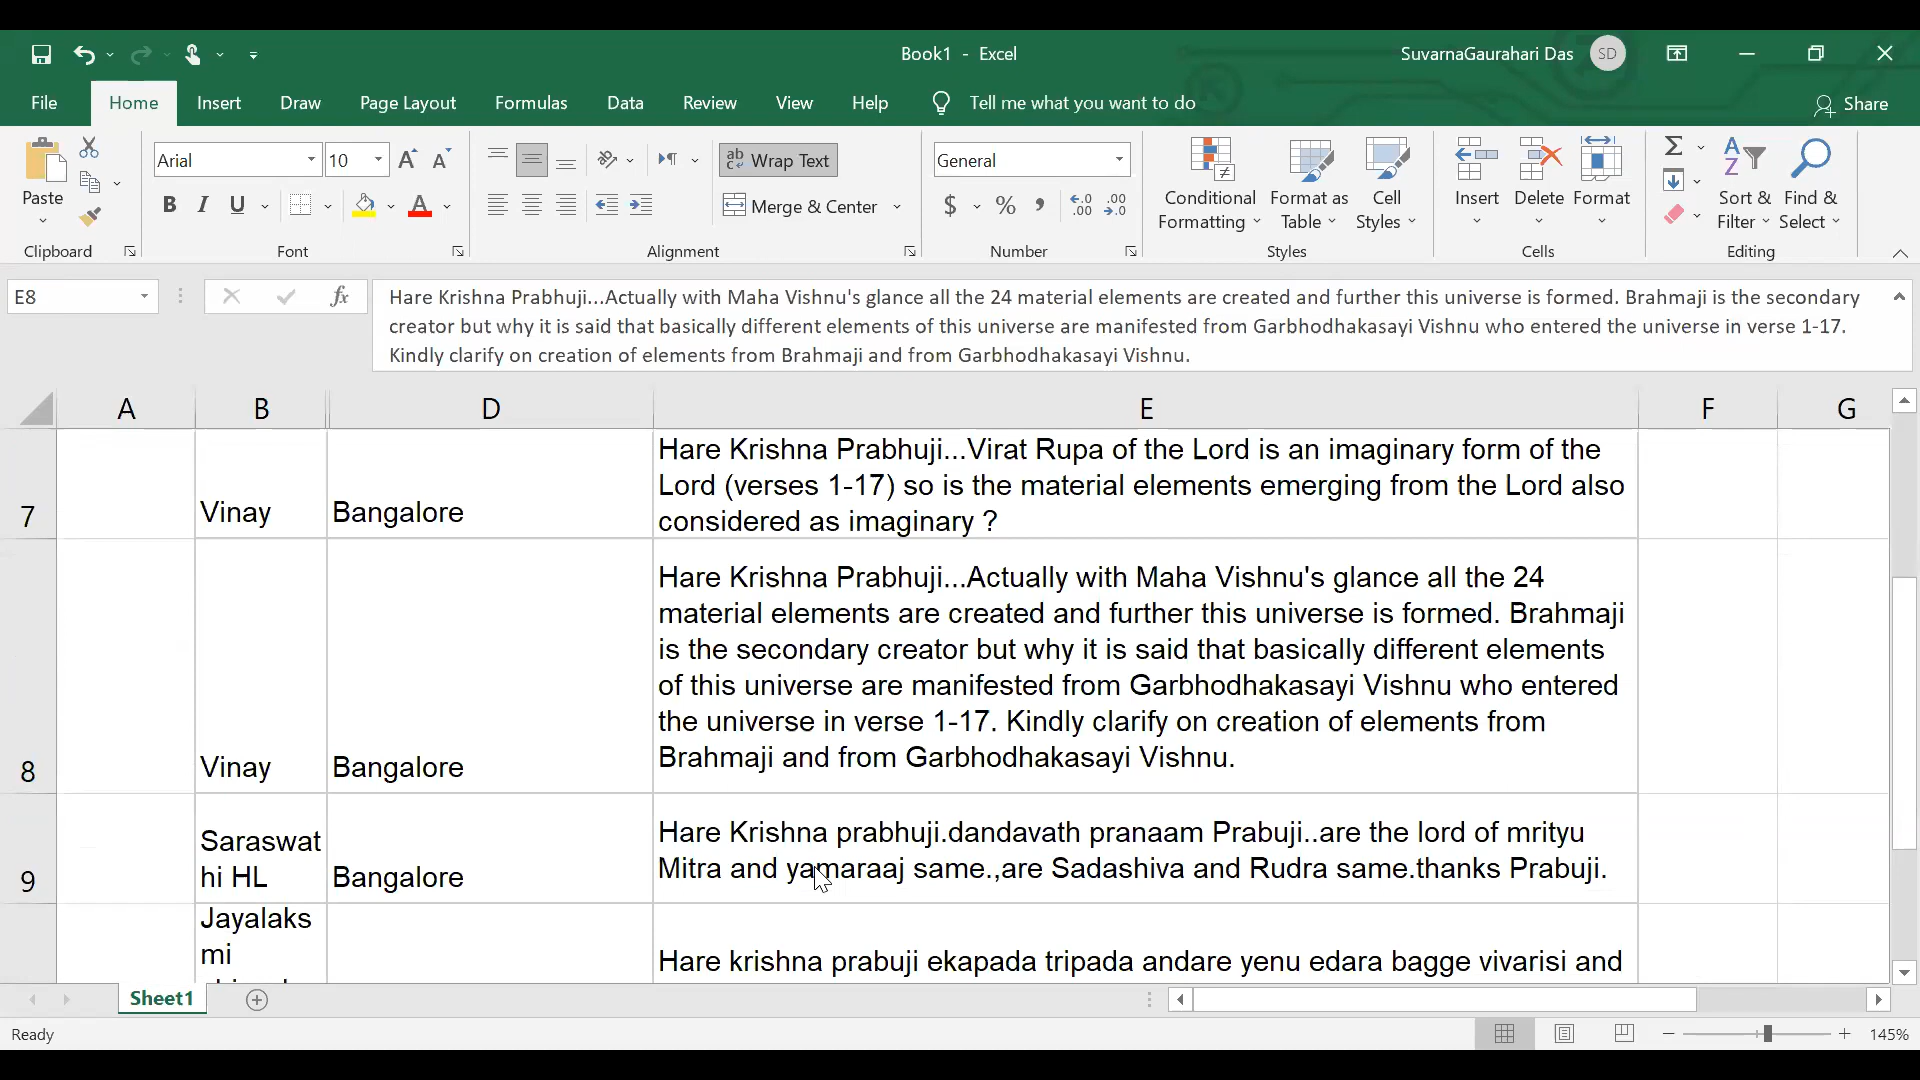 Book1 - Excel
SuvarnaGaurahari Das
SD
File
Home
Insert
Draw
Page Layout
Formulas
Data
Review
View
Help
Tell me what you want to do
Share
Paste
Clipboard
Arial
10
B I U
Font
ab Wrap Text
Merge & Center
Alignment
General
$ % ,
Number
Conditional Formatting
Format as Table
Cell Styles
Styles
Insert
Delete
Format
Cells
Sort & Filter
Find & Select
Editing
E8
fx
Hare Krishna Prabhuji...Actually with Maha Vishnu's glance all the 24 material elements are created and further this universe is formed. Brahmaji is the secondary
creator but why it is said that basically different elements of this universe are manifested from Garbhodhakasayi Vishnu who entered the universe in verse 1-17.
Kindly clarify on creation of elements from Brahmaji and from Garbhodhakasayi Vishnu.
A B D E F G
7
Vinay
Bangalore
Hare Krishna Prabhuji...Virat Rupa of the Lord is an imaginary form of the
Lord (verses 1-17) so is the material elements emerging from the Lord also
considered as imaginary ?
8
Vinay
Bangalore
Hare Krishna Prabhuji...Actually with Maha Vishnu's glance all the 24
material elements are created and further this universe is formed. Brahmaji
is the secondary creator but why it is said that basically different elements
of this universe are manifested from Garbhodhakasayi Vishnu who entered
the universe in verse 1-17. Kindly clarify on creation of elements from
Brahmaji and from Garbhodhakasayi Vishnu.
9
Saraswat
hi HL
Bangalore
Hare Krishna prabhuji.dandavath pranaam Prabuji..are the lord of mrityu
Mitra and yamaraaj same.,are Sadashiva and Rudra same.thanks Prabuji.
Jayalaks
mi
Hare krishna prabuji ekapada tripada andare yenu edara bagge vivarisi and
Sheet1
Ready
145%